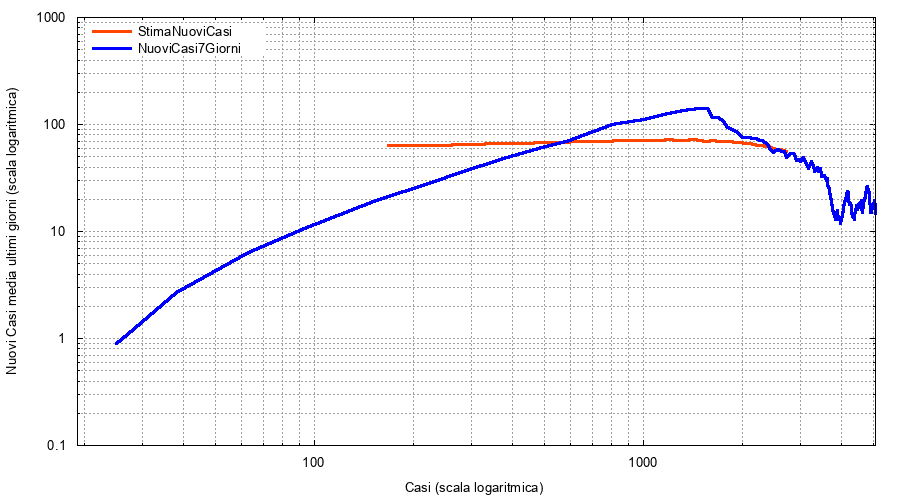 1000
StimaNuoviCasi
NuoviCasi7Giorni
100
10
1
0.1
Nuovi Casi media ultimi giorni (scala logaritmica)
100
1000
Casi (scala logaritmica)